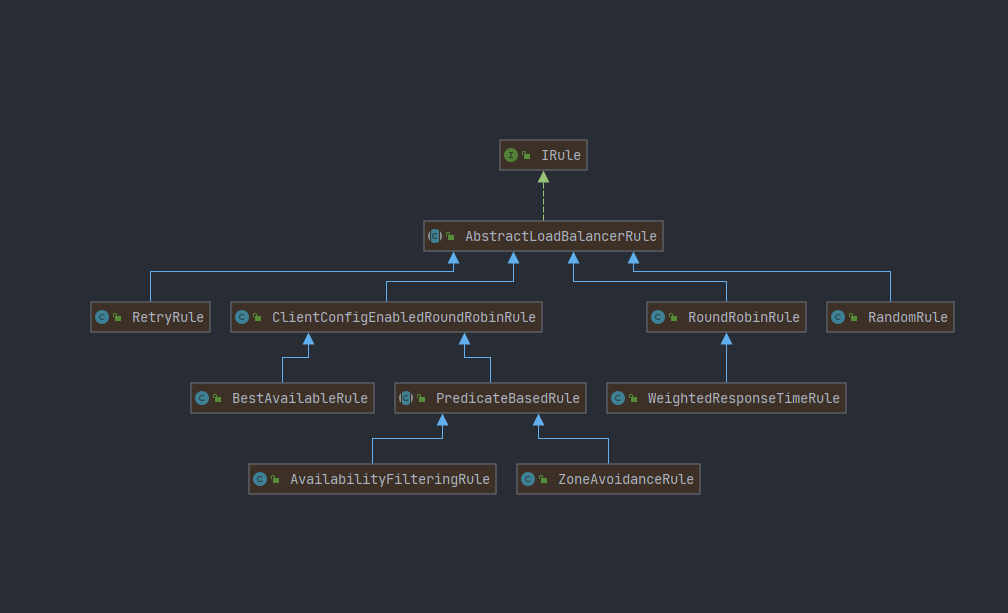 IRule
AbstractLoadBalancerRule
RetryRule
ClientConfigEnabledRoundRobinRule
RoundRobinRule
RandomRule
BestAvailableRule
PredicateBasedRule
WeightedResponseTimeRule
AvailabilityFilteringRule
ZoneAvoidanceRule